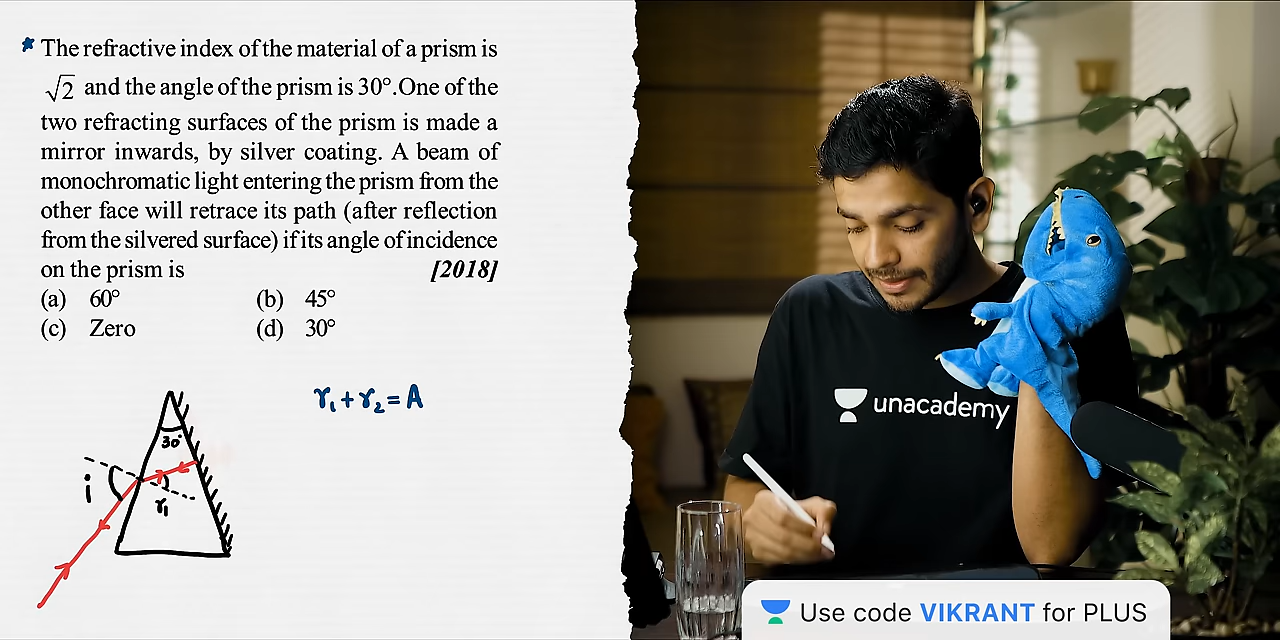 * The refractive index of the material of a prism is
√2 and the angle of the prism is 30°.One of the
two refracting surfaces of the prism is made a
mirror inwards, by silver coating. A beam of
monochromatic light entering the prism from the
other face will retrace its path (after reflection
from the silvered surface) if its angle of incidence
on the prism is [2018]
(a) 60° (b) 45°
(c) Zero (d) 30°
r₁+r₂=A
30°
i
r₁
unacademy
Use code VIKRANT for PLUS